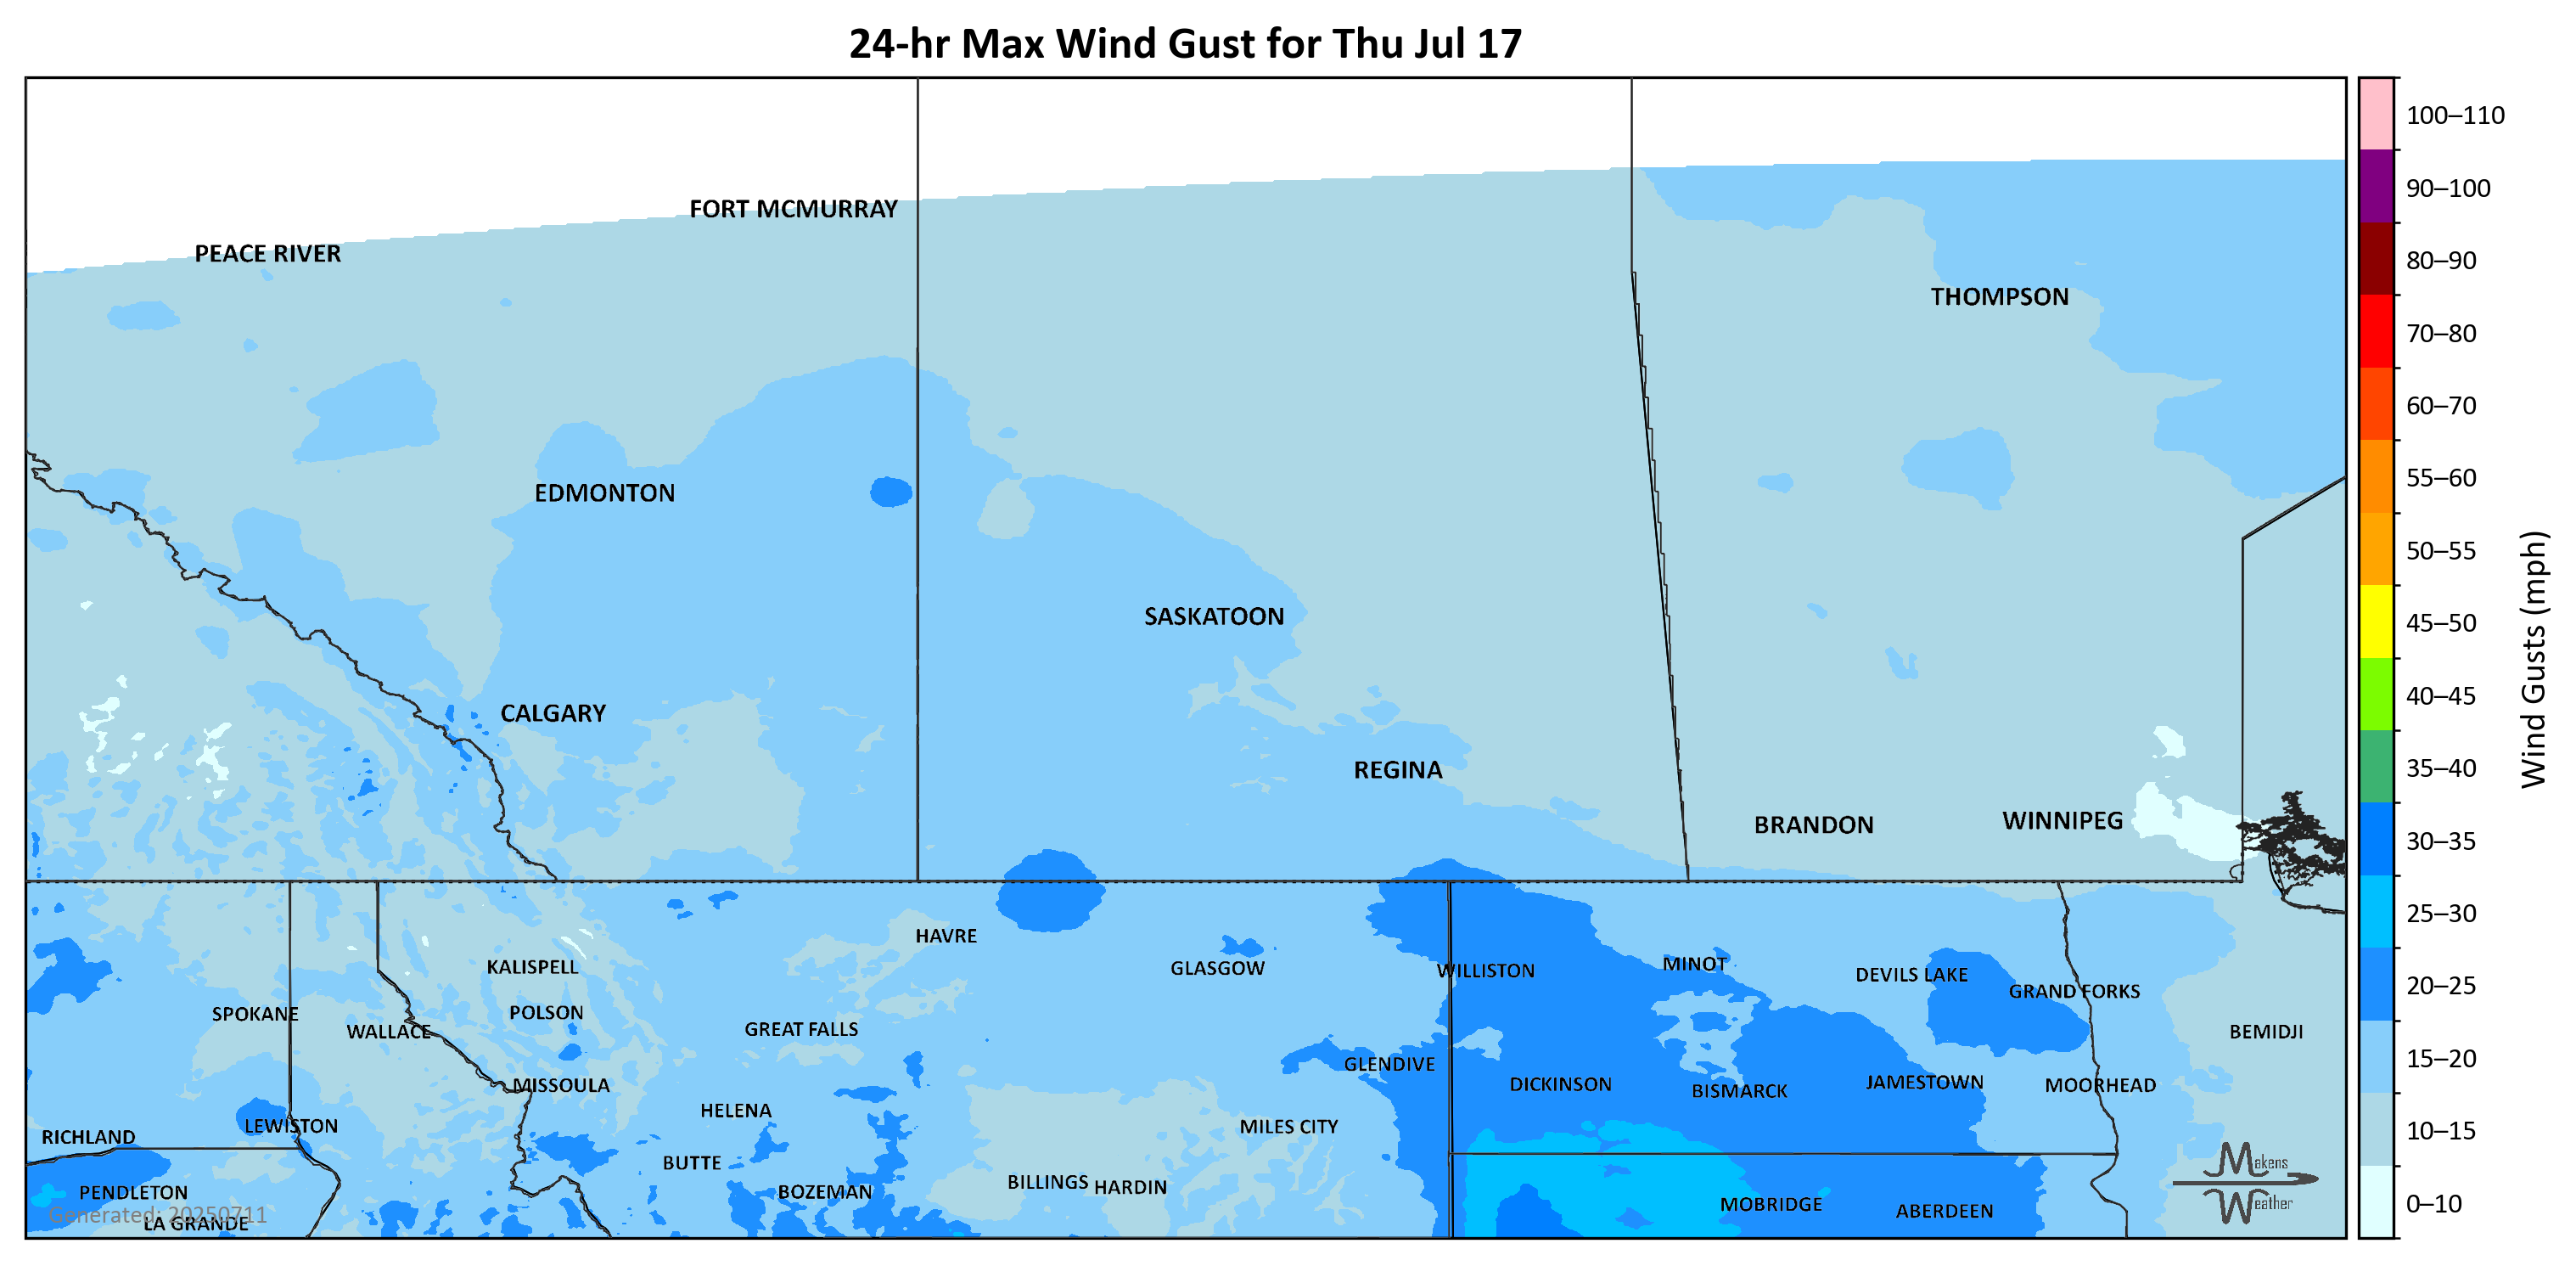 24-hr Max Wind Gust for Thu Jul 17
FORT MCMURRAY
PEACE RIVER
THOMPSON
EDMONTON
SASKATOON
CALGARY
REGINA
BRANDON
WINNIPEG
HAVRE
KALISPELL
GLASGOW
WILLISTON
MINOT
DEVILS LAKE
GRAND FORKS
SPOKANE
POLSON
WALLACE
GREAT FALLS
BEMIDJI
GLENDIVE
MISSOULA
DICKINSON
BISMARCK
JAMESTOWN
MOORHEAD
HELENA
LEWISTON
MILES CITY
RICHLAND
BUTTE
PENDLETON
BOZEMAN
BILLINGS
HARDIN
MOBRIDGE
ABERDEEN
Generated: 20250711
LA GRANDE
Makens
Weather
100–110
90–100
80–90
70–80
60–70
55–60
50–55
45–50
40–45
35–40
30–35
25–30
20–25
15–20
10–15
0–10
Wind Gusts (mph)